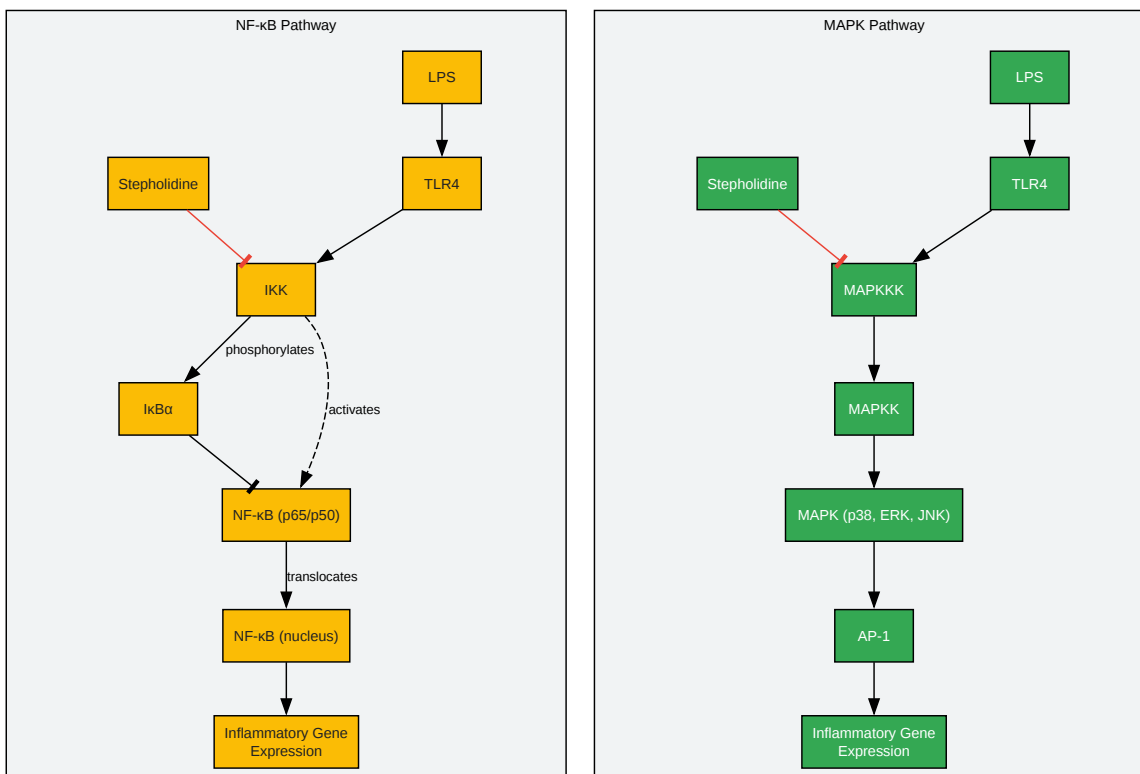 NF-κB Pathway
LPS
Stepholidine
TLR4
IKK
phosphorylates
IκBα
activates
NF-κB (p65/p50)
translocates
NF-κB (nucleus)
Inflammatory Gene
Expression
MAPK Pathway
LPS
Stepholidine
TLR4
MAPKKK
MAPKK
MAPK (p38, ERK, JNK)
AP-1
Inflammatory Gene
Expression